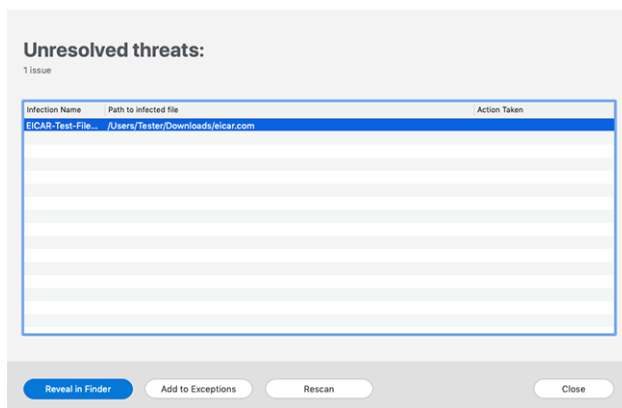 Unresolved threats:
1 issue
Infection Name Path to infected file Action Taken
EICAR-Test-File... /Users/Tester/Downloads/eicar.com
Reveal in Finder Add to Exceptions Rescan Close